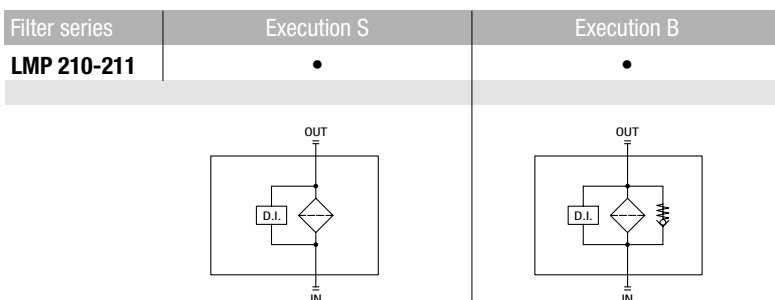 Filter series Execution S Execution B
LMP 210-211 • •
OUT OUT
D.I. D.I.
IN IN